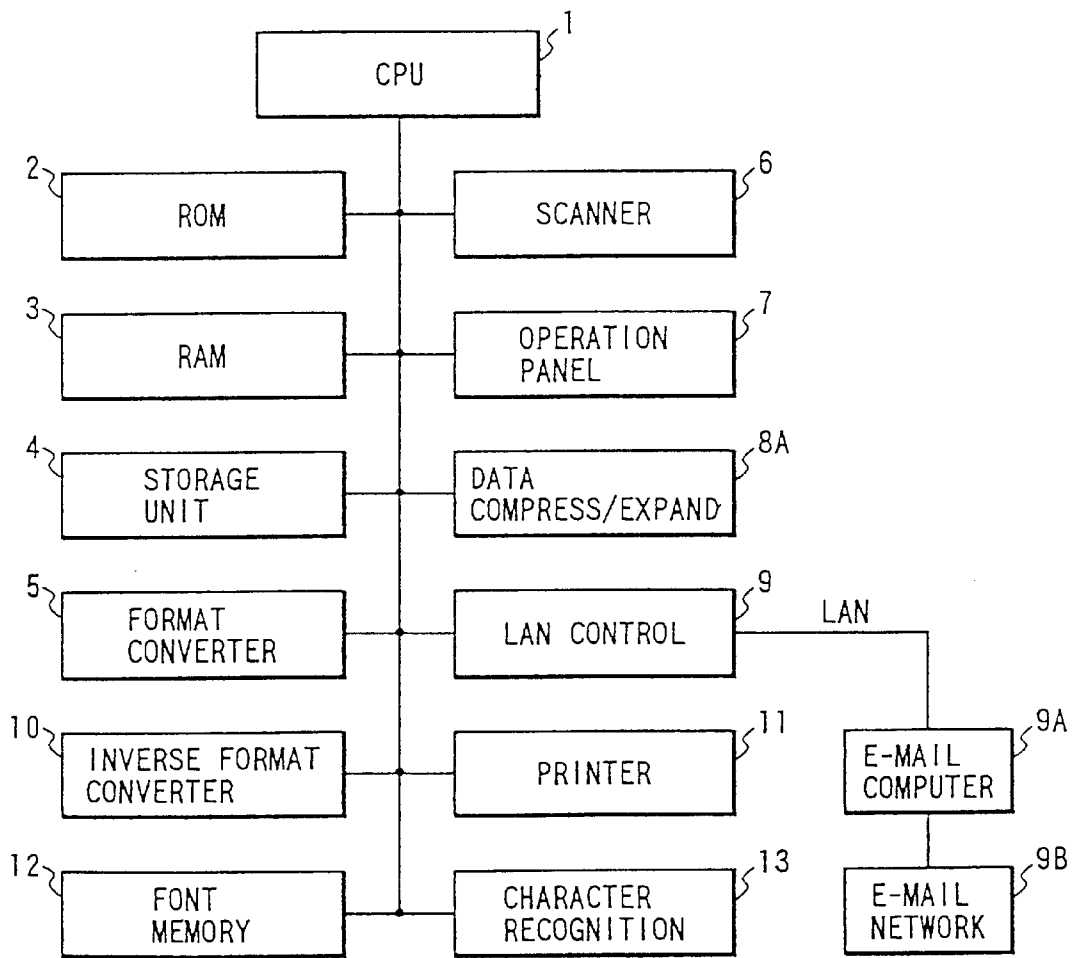 1
CPU
2
ROM
6
SCANNER
3
RAM
7
OPERATION
PANEL
4
STORAGE
UNIT
8A
DATA
COMPRESS/EXPAND
5
FORMAT
CONVERTER
9
LAN CONTROL
LAN
10
INVERSE FORMAT
CONVERTER
11
PRINTER
9A
E-MAIL
COMPUTER
12
FONT
MEMORY
13
CHARACTER
RECOGNITION
9B
E-MAIL
NETWORK